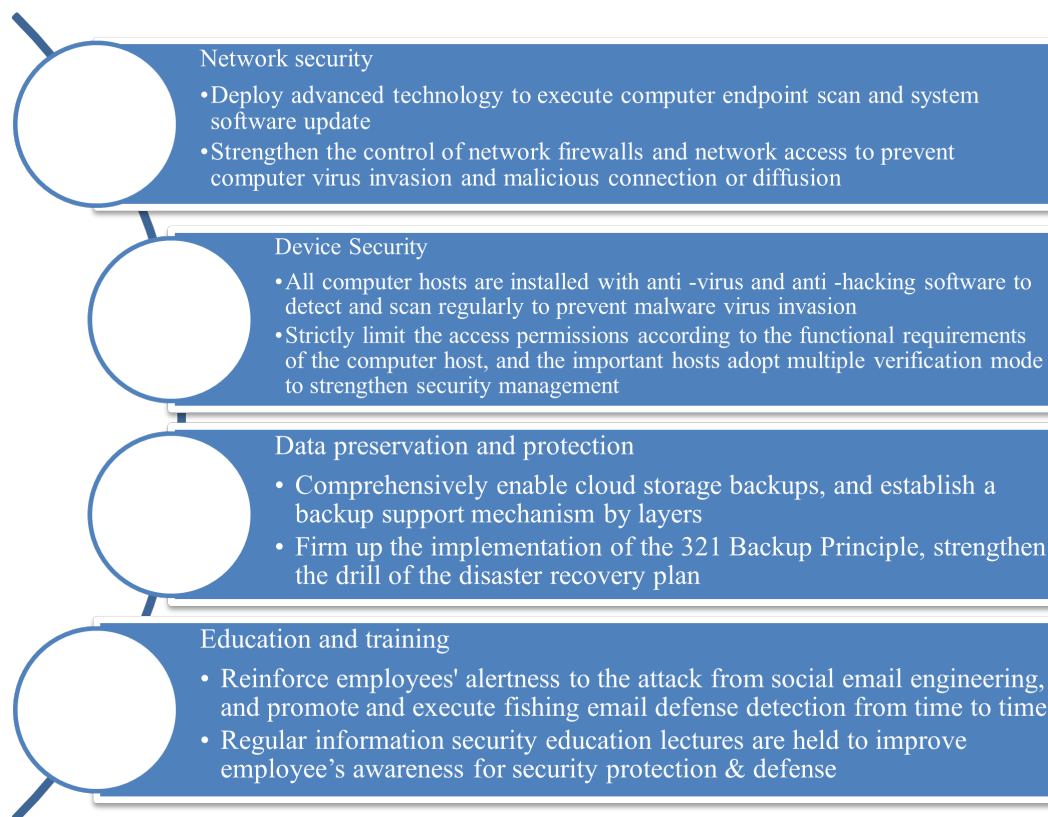 Network security
•Deploy advanced technology to execute computer endpoint scan and system
software update
•Strengthen the control of network firewalls and network access to prevent
computer virus invasion and malicious connection or diffusion
Device Security
•All computer hosts are installed with anti -virus and anti -hacking software to
detect and scan regularly to prevent malware virus invasion
•Strictly limit the access permissions according to the functional requirements
of the computer host, and the important hosts adopt multiple verification mode
to strengthen security management
Data preservation and protection
• Comprehensively enable cloud storage backups, and establish a
backup support mechanism by layers
• Firm up the implementation of the 321 Backup Principle, strengthen
the drill of the disaster recovery plan
Education and training
• Reinforce employees' alertness to the attack from social email engineering,
and promote and execute fishing email defense detection from time to time
• Regular information security education lectures are held to improve
employee’s awareness for security protection & defense